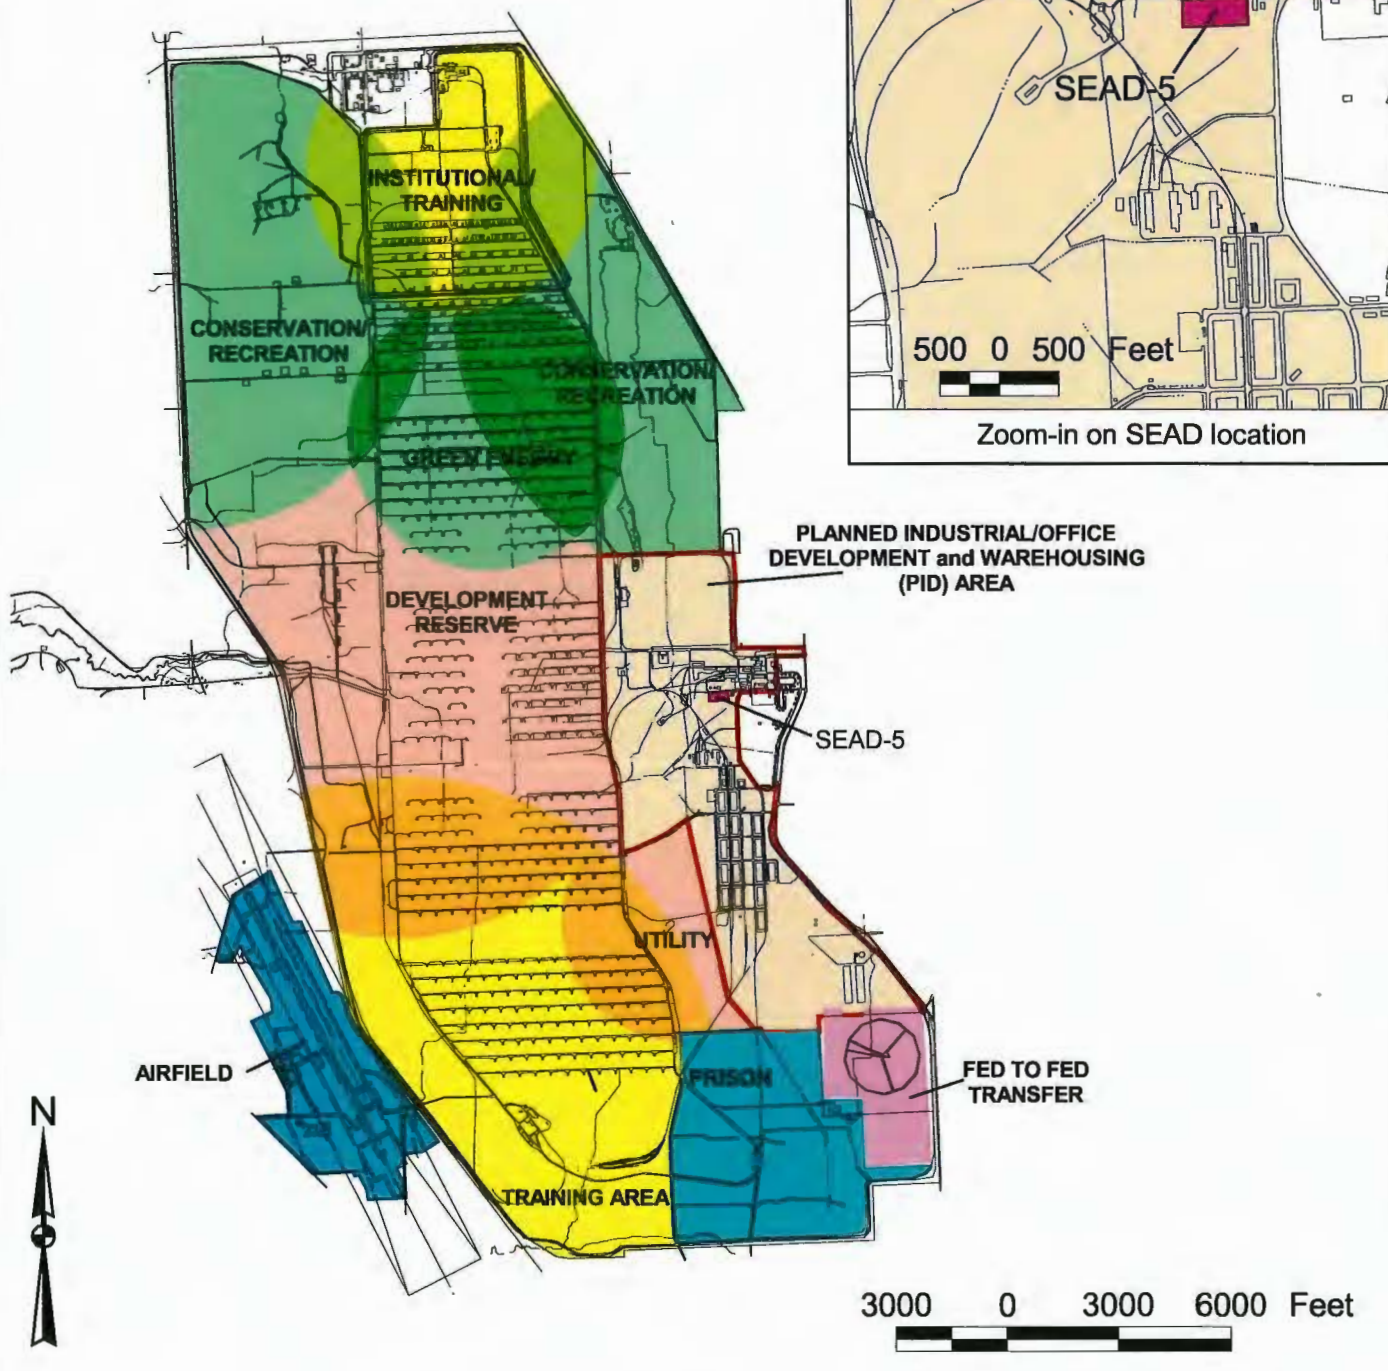 SEAD-5
500 0 500 Feet
Zoom-in on SEAD location
INSTITUTIONAL/
TRAINING
CONSERVATION/
RECREATION
CONSERVATION/
RECREATION
GREEN ENERGY
PLANNED INDUSTRIAL/OFFICE
DEVELOPMENT and WAREHOUSING
(PID) AREA
DEVELOPMENT
RESERVE
SEAD-5
UTILITY
AIRFIELD
PRISON
FED TO FED
TRANSFER
N
TRAINING AREA
3000 0 3000 6000 Feet